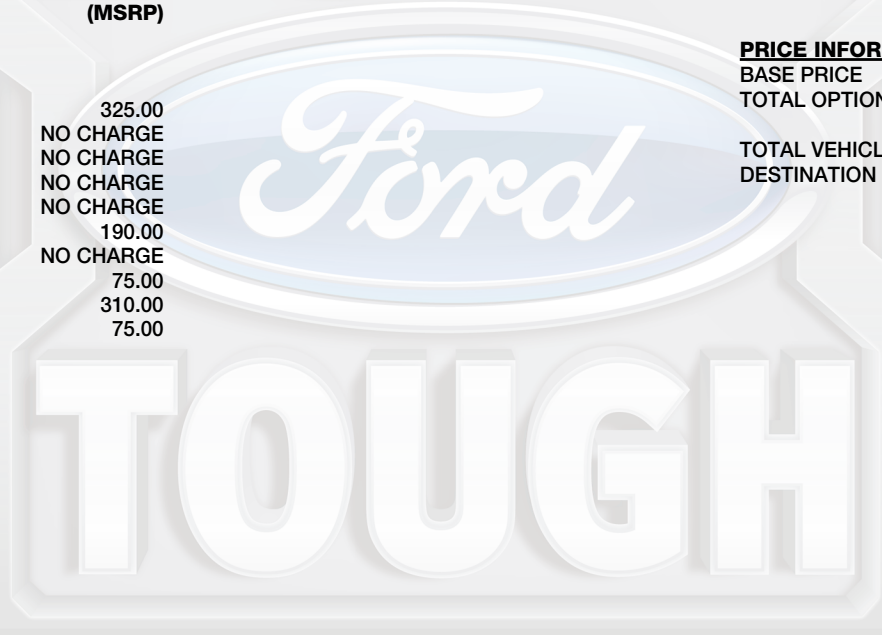 (MSRP)
325.00
NO CHARGE
NO CHARGE
NO CHARGE
NO CHARGE
190.00
NO CHARGE
75.00
310.00
75.00
PRICE INFOR
BASE PRICE
TOTAL OPTION
TOTAL VEHICL
DESTINATION
Ford
TOUGH